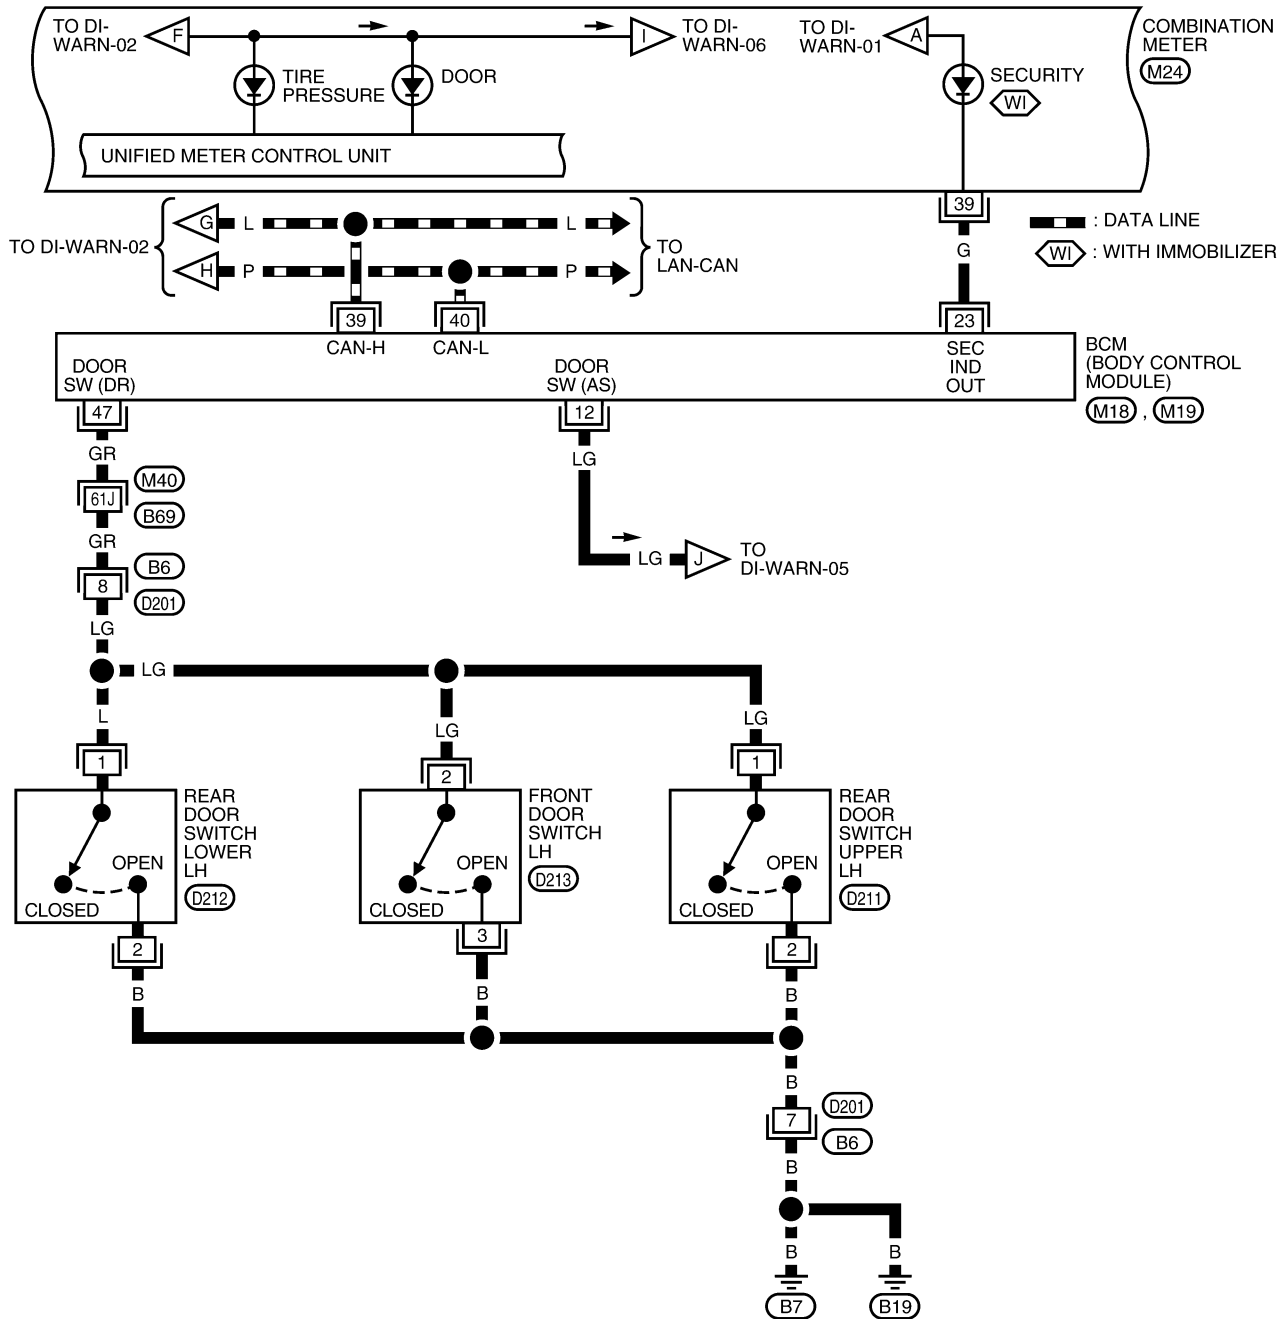 TO DI-
WARN-02
F
I
TO DI-
WARN-06
TO DI-
WARN-01
A
COMBINATION
METER
M24
TIRE
PRESSURE
DOOR
SECURITY
WI
UNIFIED METER CONTROL UNIT
39
TO DI-WARN-02
G
L
L
H
P
P
TO
LAN-CAN
G
: DATA LINE
WI
: WITH IMMOBILIZER
39
40
23
CAN-H
CAN-L
DOOR
SW (DR)
DOOR
SW (AS)
SEC
IND
OUT
BCM
(BODY CONTROL
MODULE)
M18
,
M19
47
12
GR
LG
61J
M40
B69
GR
LG
J
TO
DI-WARN-05
8
B6
D201
LG
LG
L
LG
LG
1
2
1
REAR
DOOR
SWITCH
LOWER
LH
D212
OPEN
CLOSED
FRONT
DOOR
SWITCH
LH
D213
OPEN
CLOSED
REAR
DOOR
SWITCH
UPPER
LH
D211
OPEN
CLOSED
2
3
2
B
B
B
B
7
D201
B6
B
B
B
B7
B19